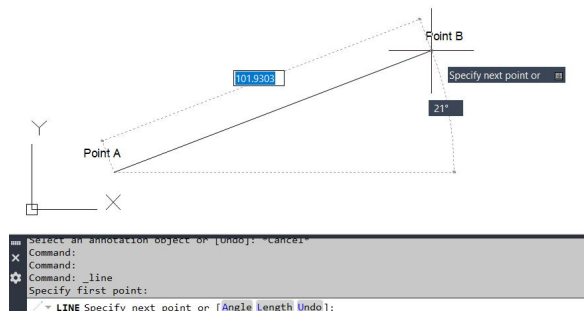 Point B
101.9303
Specify next point or
21°
Y
Point A
X
Select an annotation object or [Undo]: *Cancel*
Command:
Command:
Command: _line
Specify first point:
LINE Specify next point or [Angle Length Undo]: